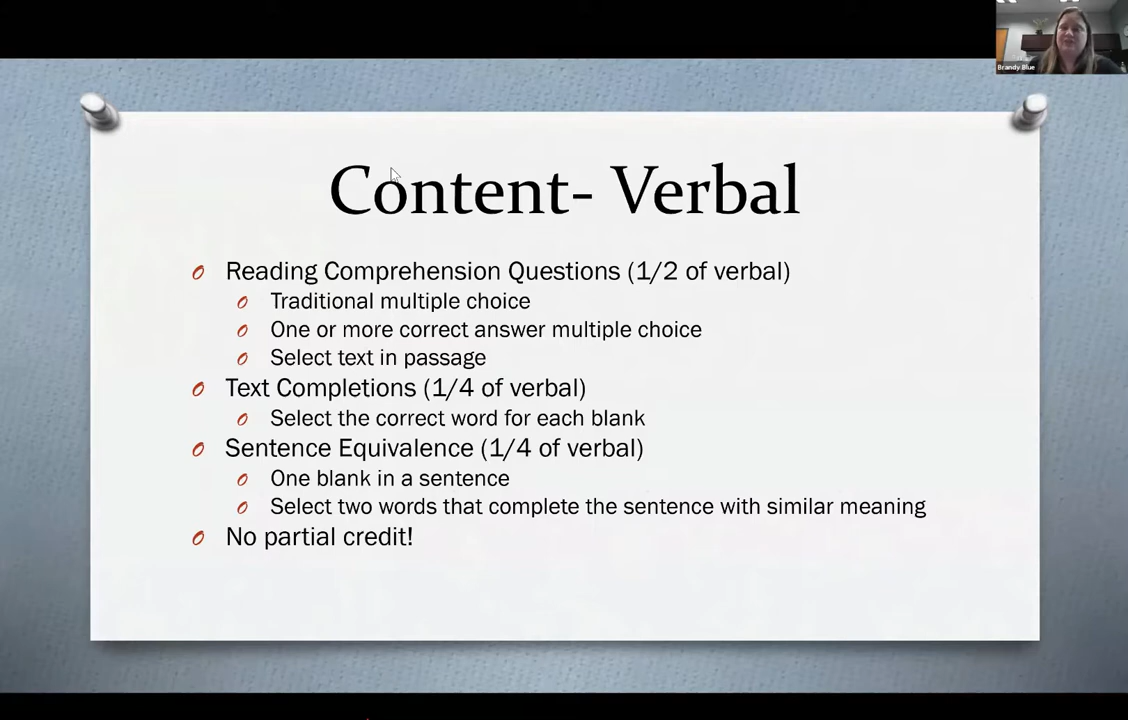 Brandy Blue
Content- Verbal
Reading Comprehension Questions (1/2 of verbal)
Traditional multiple choice
One or more correct answer multiple choice
Select text in passage
Text Completions (1/4 of verbal)
Select the correct word for each blank
Sentence Equivalence (1/4 of verbal)
One blank in a sentence
Select two words that complete the sentence with similar meaning
No partial credit!